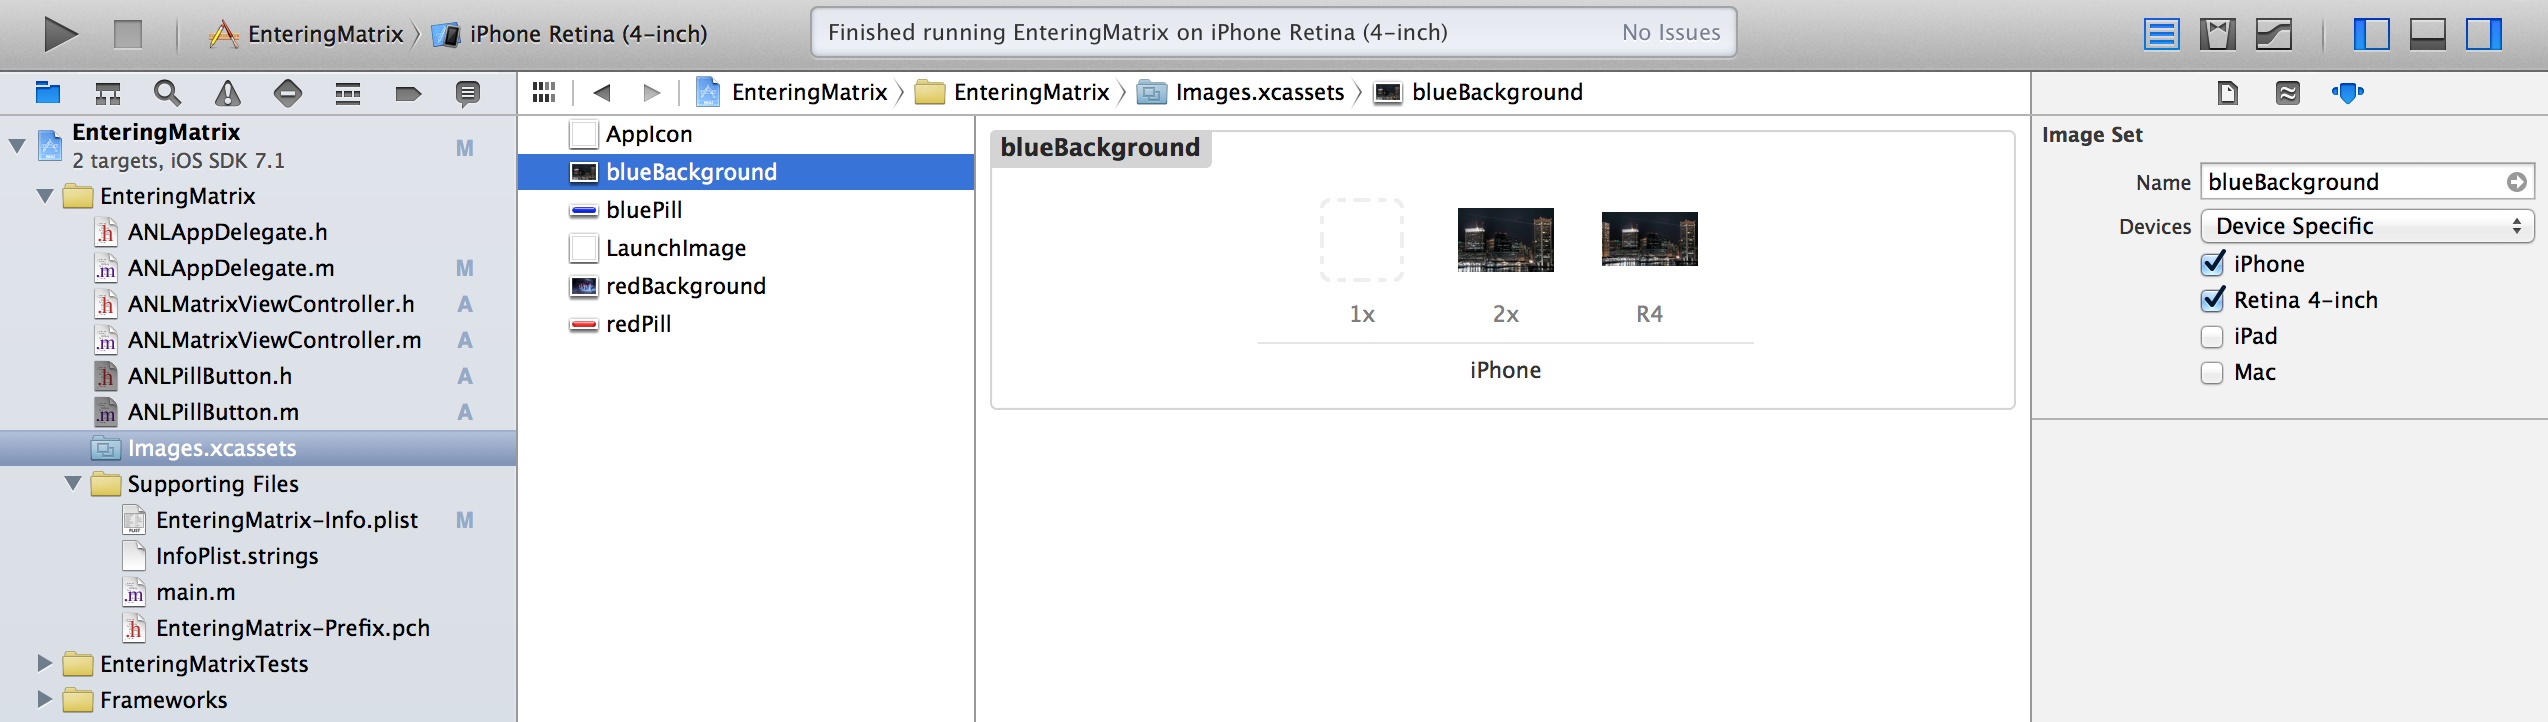 EnteringMatrix iPhone Retina (4-inch)
Finished running EnteringMatrix on iPhone Retina (4-inch) No Issues
EnteringMatrix EnteringMatrix Images.xcassets blueBackground
EnteringMatrix
2 targets, iOS SDK 7.1 M
EnteringMatrix
ANLAppDelegate.h
ANLAppDelegate.m M
ANLMatrixViewController.h A
ANLMatrixViewController.m A
ANLPillButton.h A
ANLPillButton.m A
Images.xcassets
Supporting Files
EnteringMatrix-Info.plist M
InfoPlist.strings
main.m
EnteringMatrix-Prefix.pch
EnteringMatrixTests
Frameworks
AppIcon
blueBackground
bluePill
LaunchImage
redBackground
redPill
blueBackground
1x 2x R4
iPhone
Image Set
Name blueBackground
Devices Device Specific
iPhone
Retina 4-inch
iPad
Mac